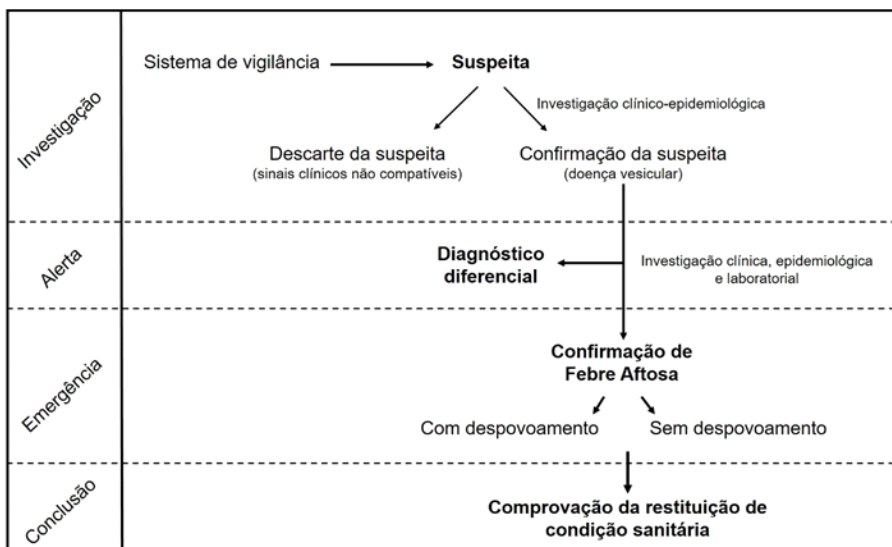 Investigação
Sistema de vigilância
Suspeita
Investigação clínico-epidemiológica
Descarte da suspeita
(sinais clínicos não compatíveis)
Confirmação da suspeita
(doença vesicular)
Alerta
Diagnóstico
diferencial
Investigação clínica, epidemiológica
e laboratorial
Emergência
Confirmação de
Febre Aftosa
Com despovoamento
Sem despovoamento
Conclusão
Comprovação da restituição de
condição sanitária